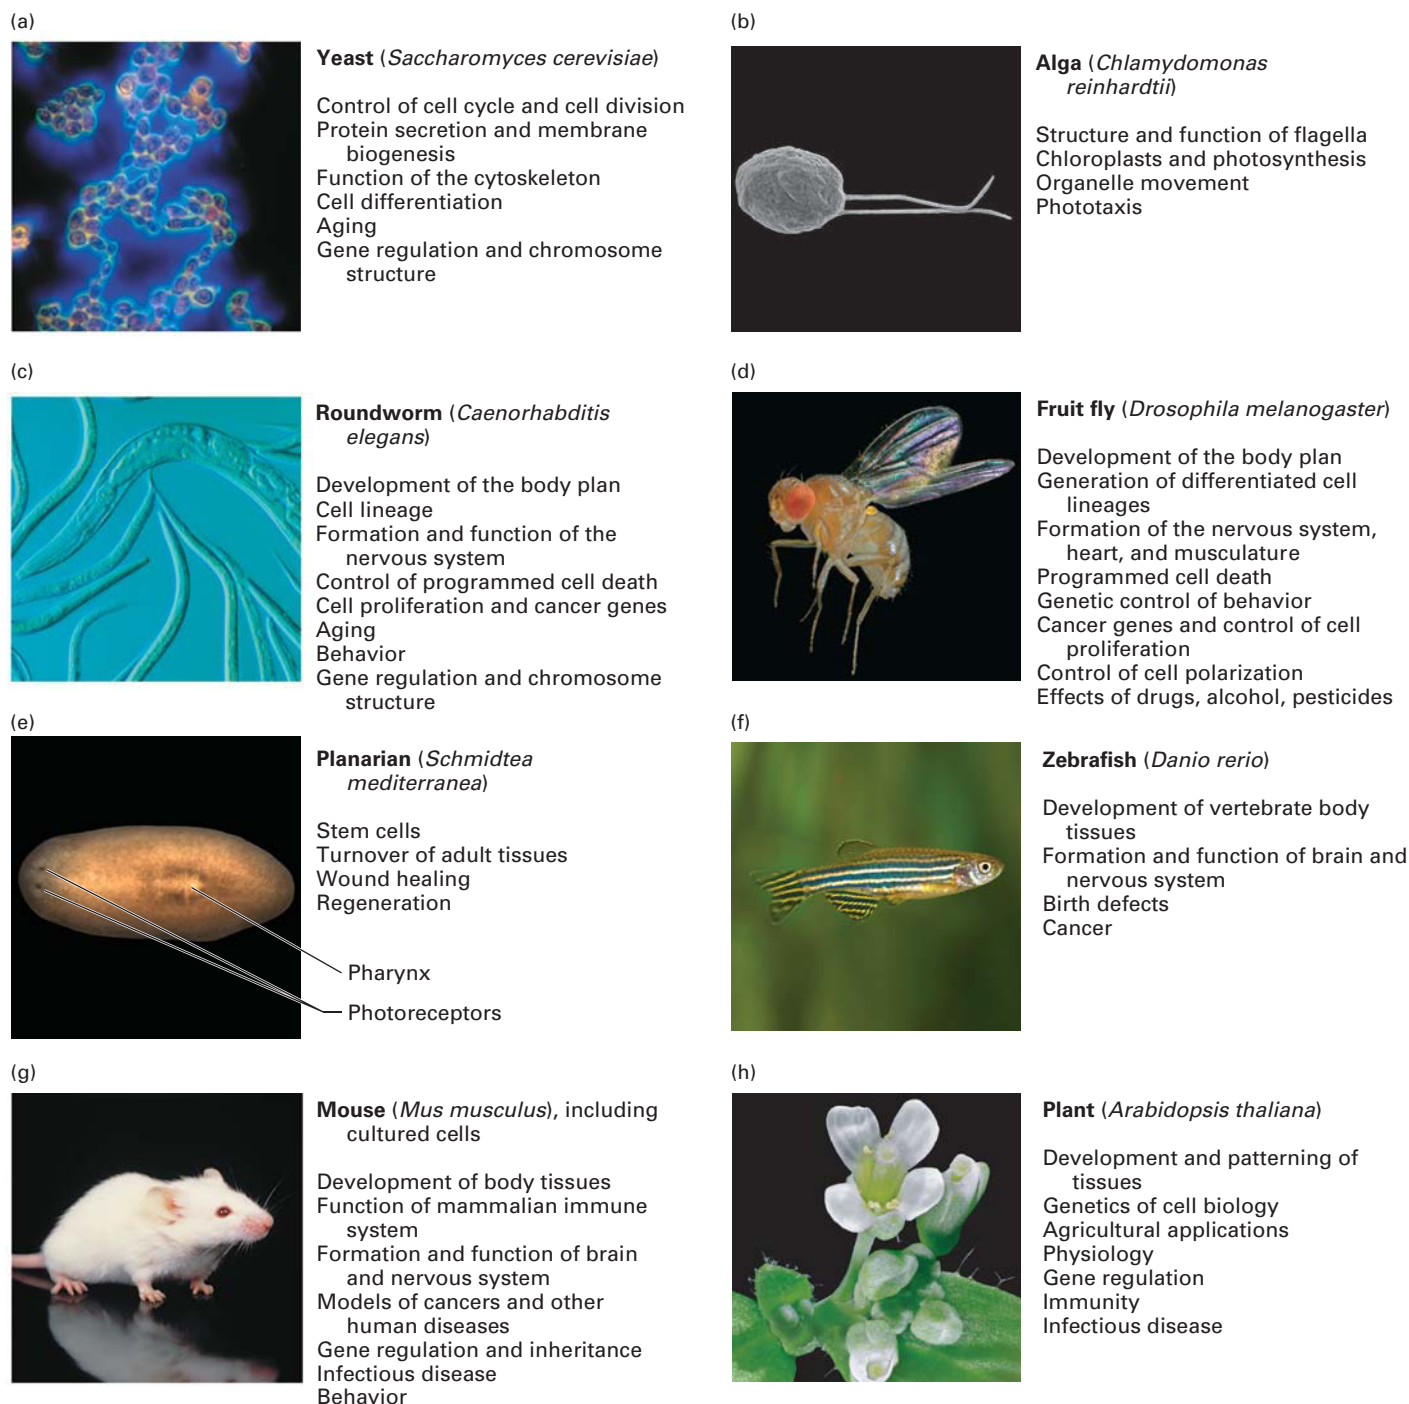 (a)
Yeast (Saccharomyces cerevisiae)
Control of cell cycle and cell division
Protein secretion and membrane
biogenesis
Function of the cytoskeleton
Cell differentiation
Aging
Gene regulation and chromosome
structure
(b)
Alga (Chlamydomonas
reinhardtii)
Structure and function of flagella
Chloroplasts and photosynthesis
Organelle movement
Phototaxis
(c)
Roundworm (Caenorhabditis
elegans)
Development of the body plan
Cell lineage
Formation and function of the
nervous system
Control of programmed cell death
Cell proliferation and cancer genes
Aging
Behavior
Gene regulation and chromosome
structure
(d)
Fruit fly (Drosophila melanogaster)
Development of the body plan
Generation of differentiated cell
lineages
Formation of the nervous system,
heart, and musculature
Programmed cell death
Genetic control of behavior
Cancer genes and control of cell
proliferation
Control of cell polarization
Effects of drugs, alcohol, pesticides
(e)
Planarian (Schmidtea
mediterranea)
Stem cells
Turnover of adult tissues
Wound healing
Regeneration
Pharynx
Photoreceptors
(f)
Zebrafish (Danio rerio)
Development of vertebrate body
tissues
Formation and function of brain and
nervous system
Birth defects
Cancer
(g)
Mouse (Mus musculus), including
cultured cells
Development of body tissues
Function of mammalian immune
system
Formation and function of brain
and nervous system
Models of cancers and other
human diseases
Gene regulation and inheritance
Infectious disease
Behavior
(h)
Plant (Arabidopsis thaliana)
Development and patterning of
tissues
Genetics of cell biology
Agricultural applications
Physiology
Gene regulation
Immunity
Infectious disease